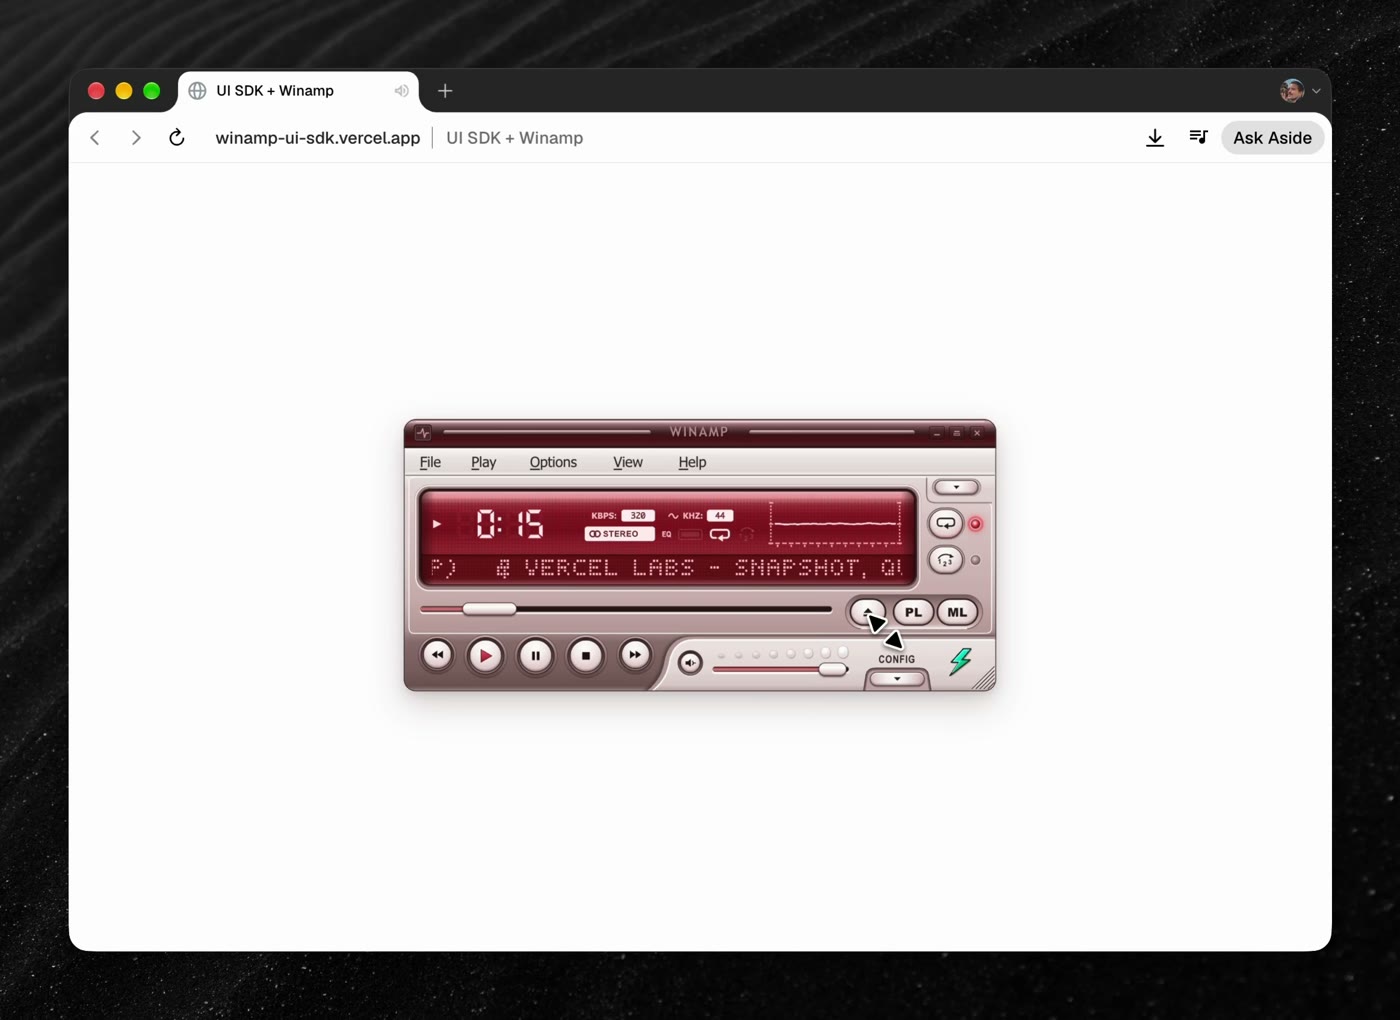 UI SDK + Winamp
winamp-ui-sdk.vercel.app UI SDK + Winamp Ask Aside
WINAMP
File Play Options View Help
0:15 KBPS: 320 KHZ: 44
STEREO EQ
P) # VERCEL LABS - SNAPSHOT,
PL ML
CONFIG